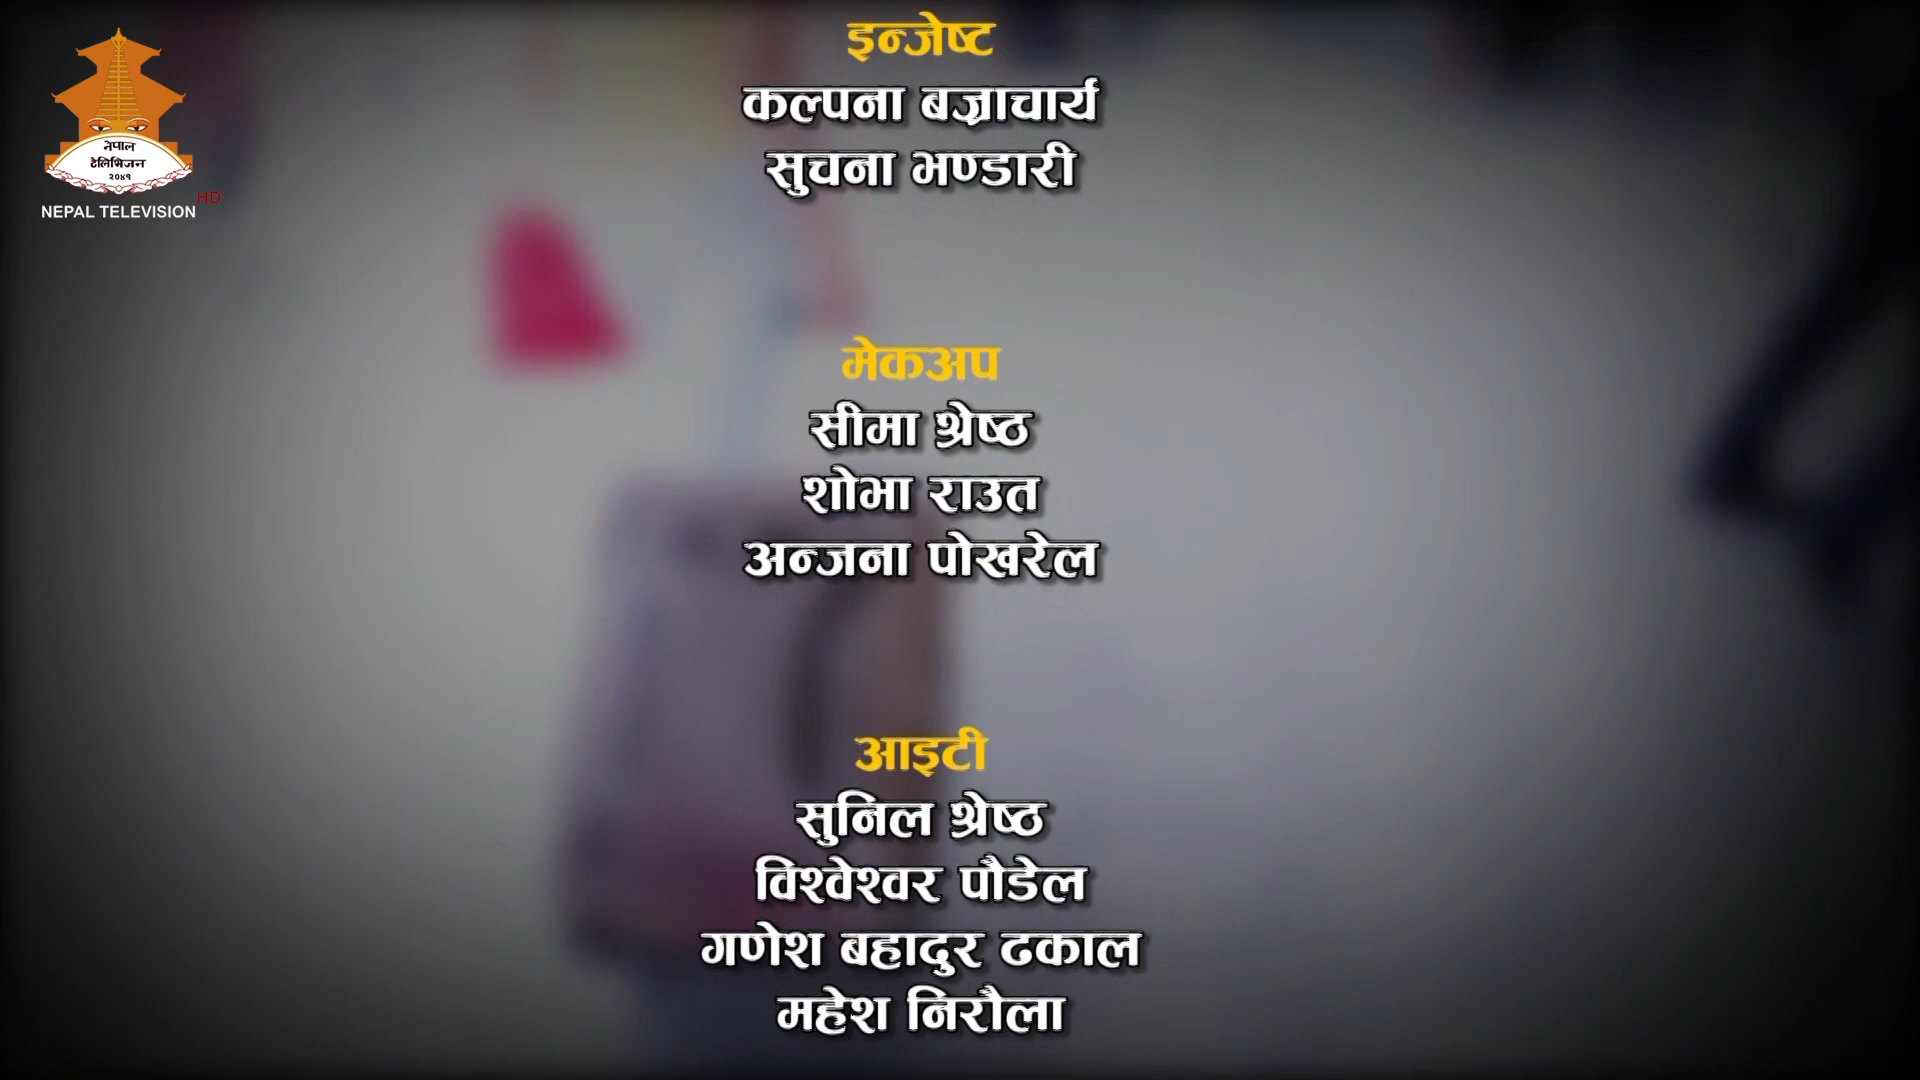 नेपाल
टेलिभिजन
२०४१
HD
NEPAL TELEVISION
इन्जेष्ट
कल्पना बज्राचार्य
सुचना भण्डारी
मेकअप
सीमा श्रेष्ठ
शोभा राउत
अन्जना पोखरेल
आइटी
सुनिल श्रेष्ठ
विश्वेश्वर पौडेल
गणेश बहादुर ढकाल
महेश निरौला